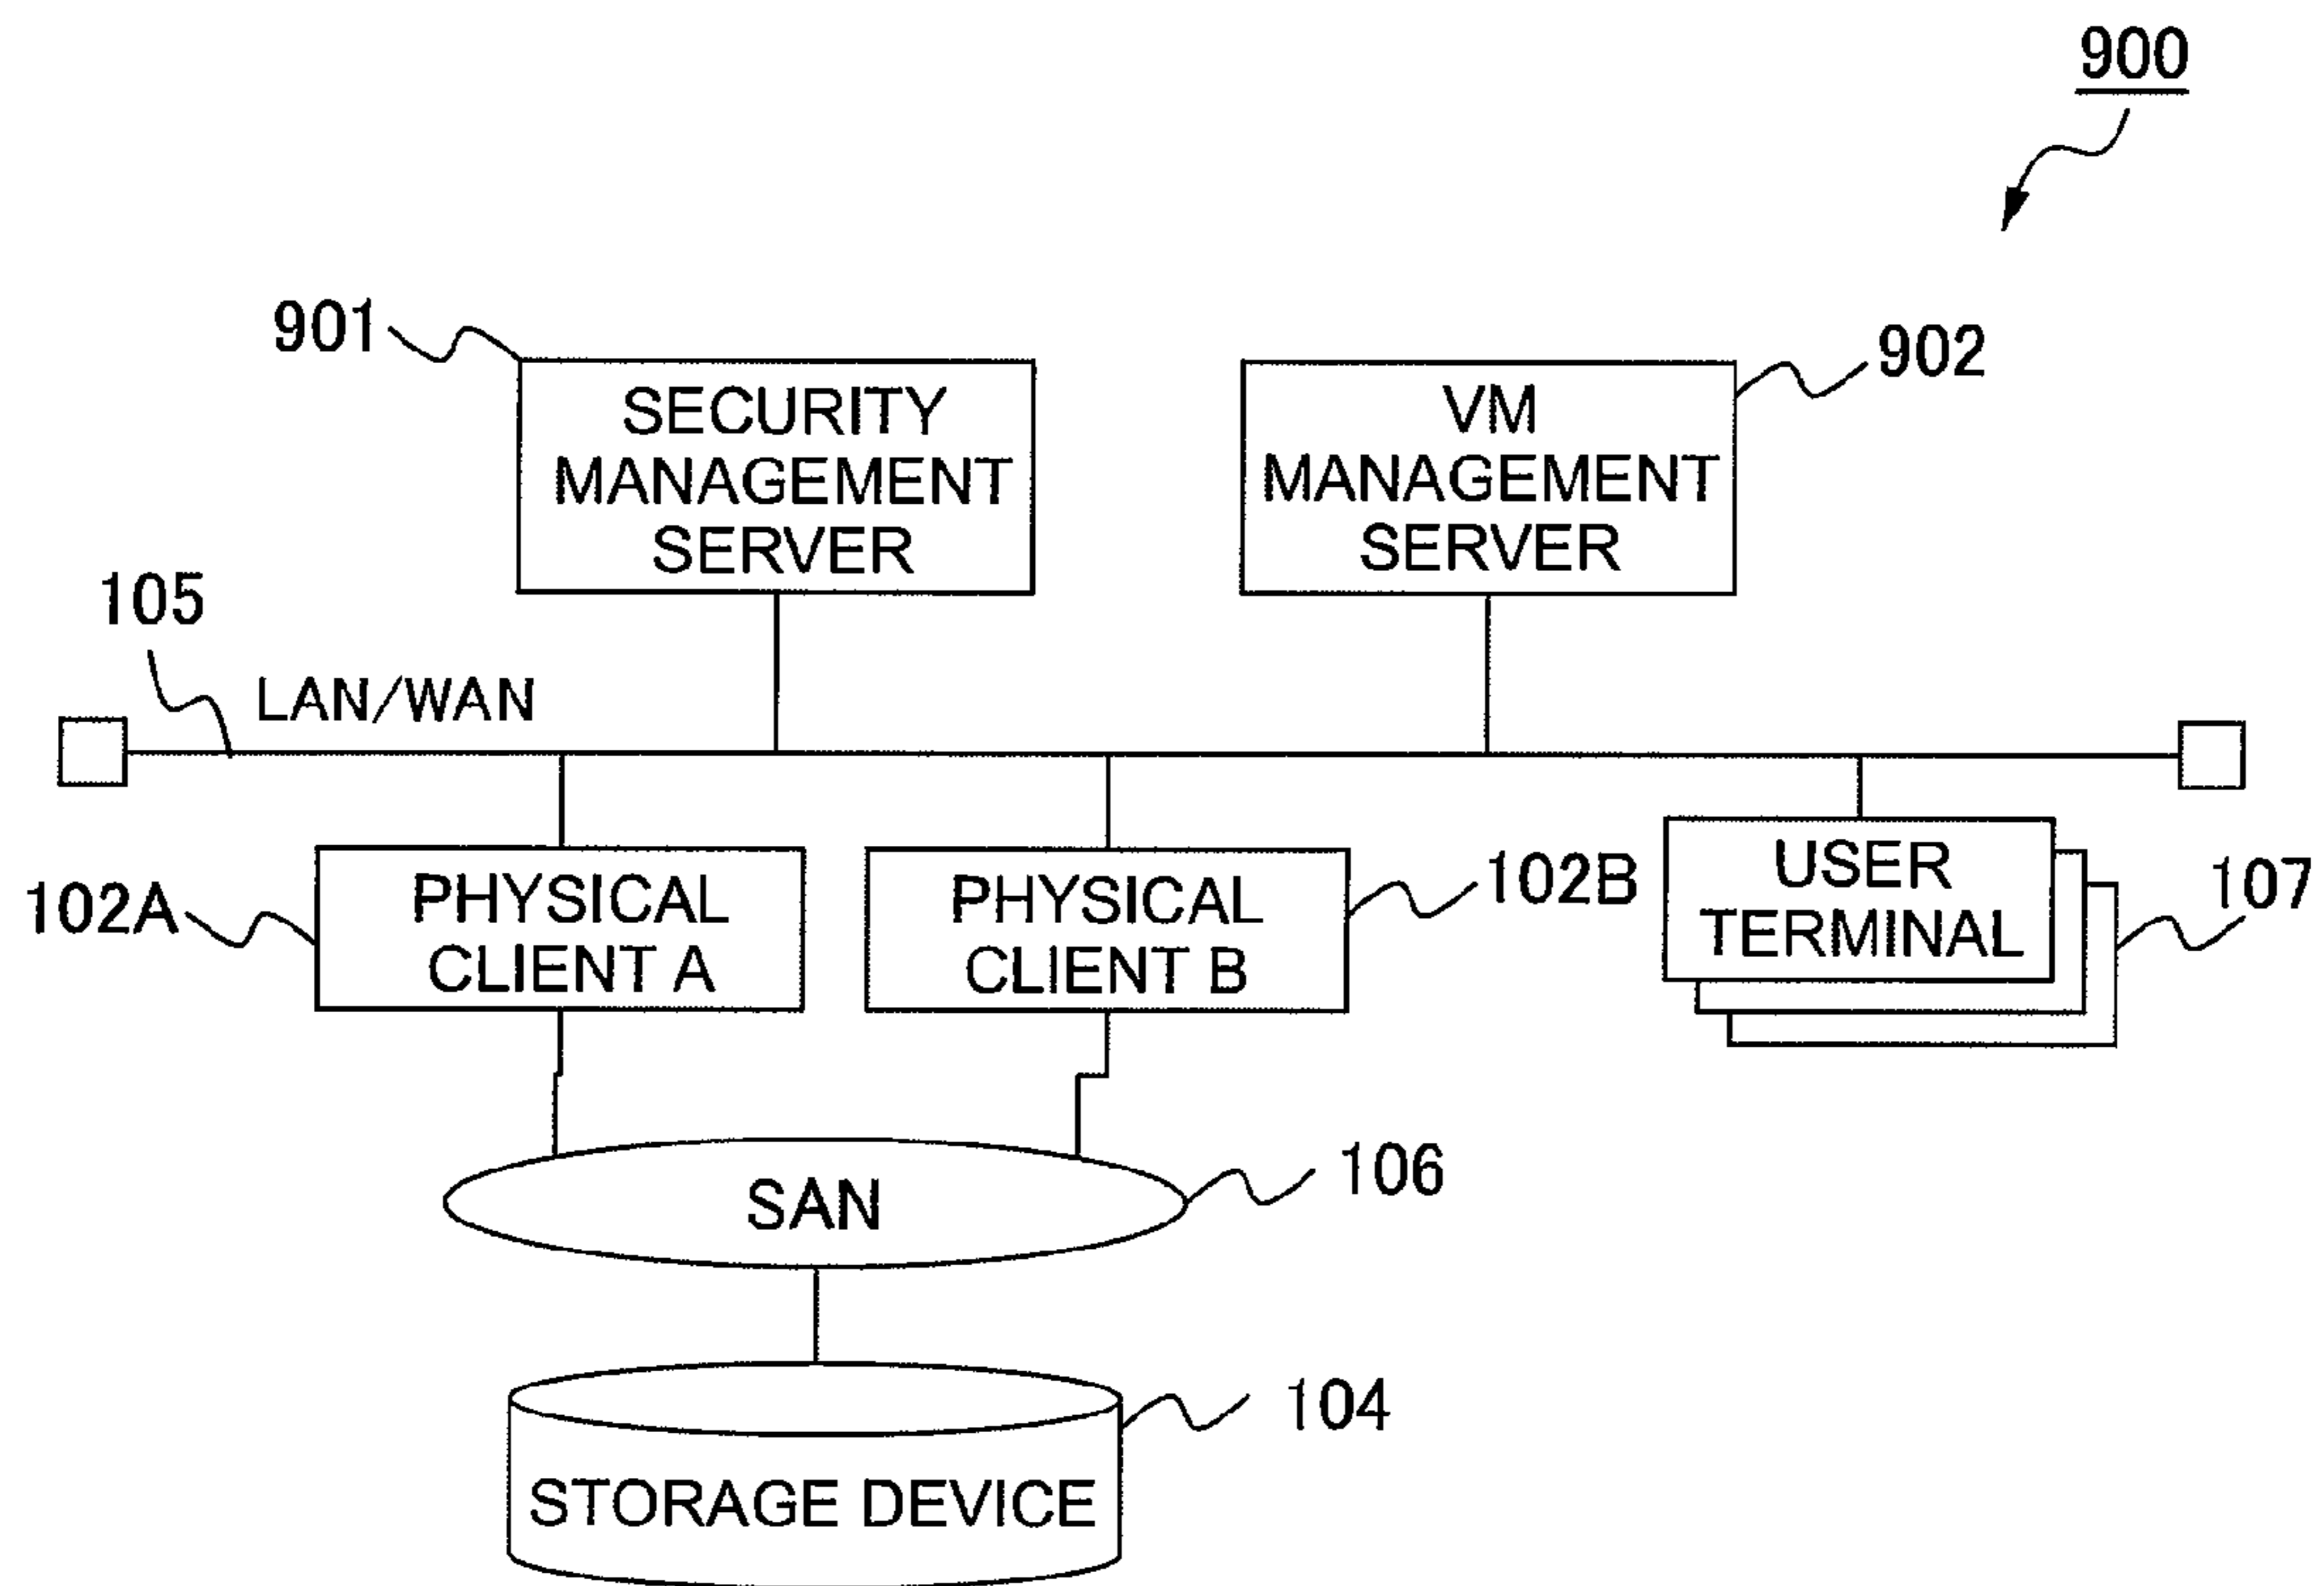 900
901
SECURITY
MANAGEMENT
SERVER
VM
MANAGEMENT
SERVER
902
105
LAN/WAN
102A
PHYSICAL
CLIENT A
PHYSICAL
CLIENT B
102B
USER
TERMINAL
107
SAN
106
104
STORAGE DEVICE